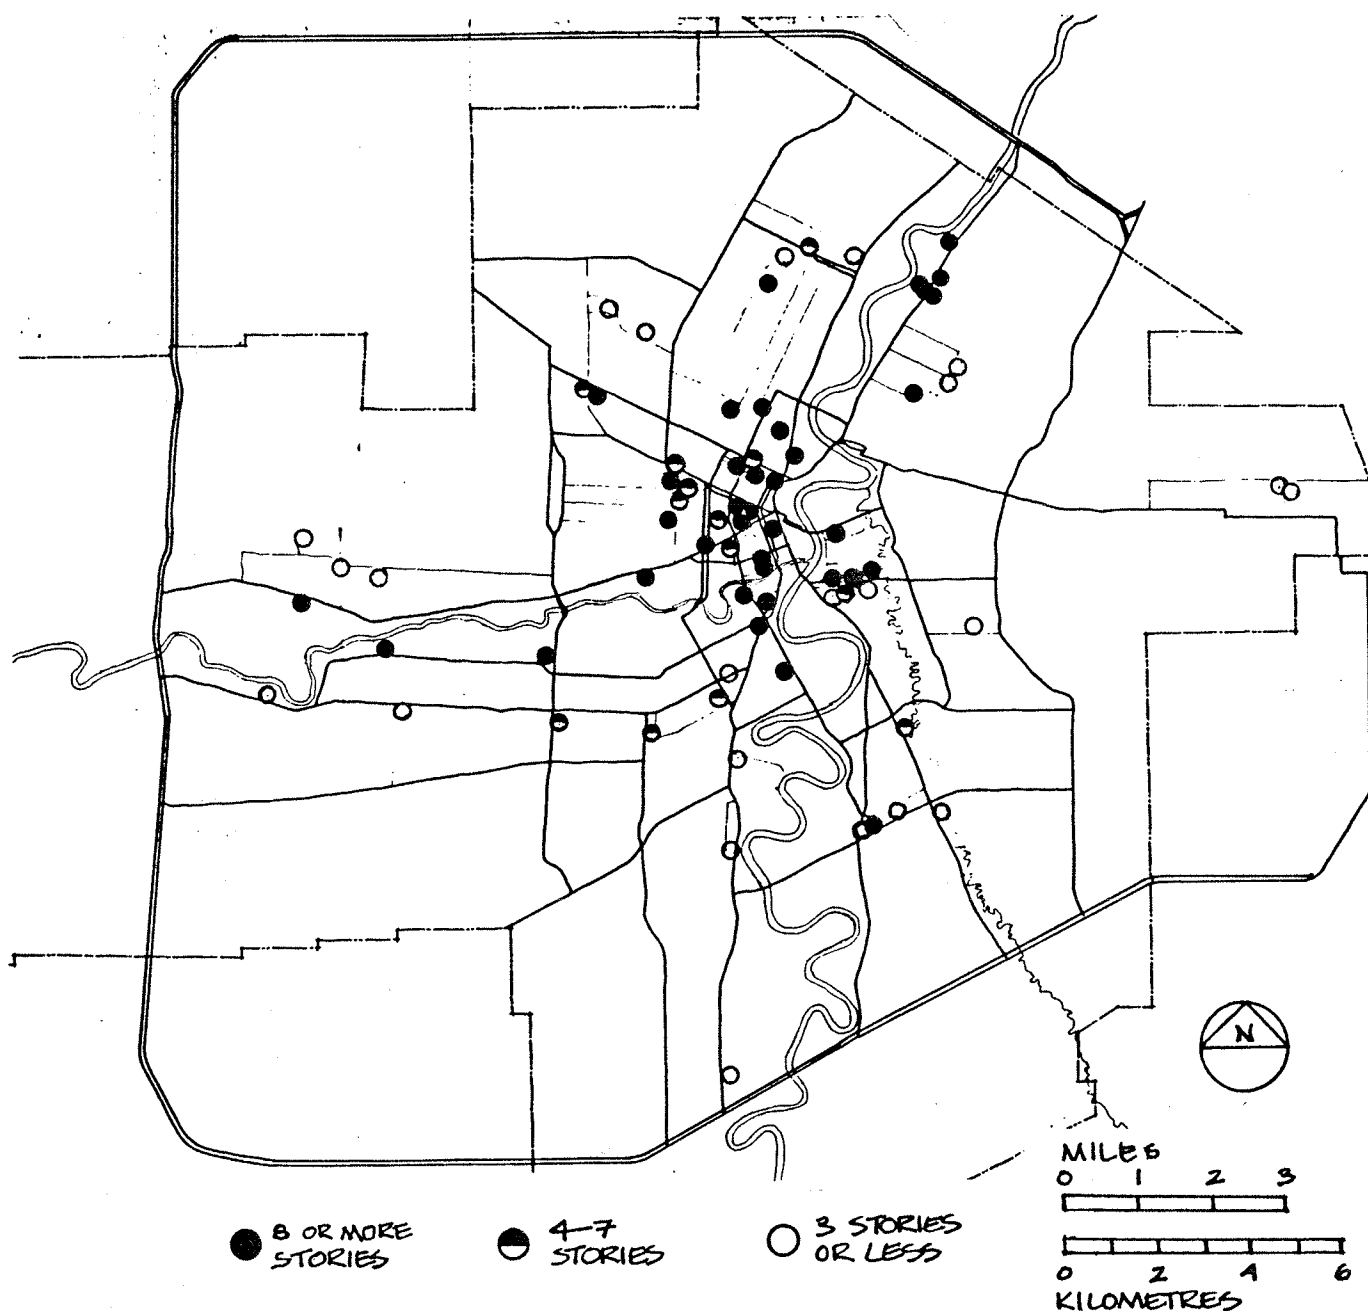 N
MILES
0 1 2 3
8 OR MORE
STORIES
4-7
STORIES
3 STORIES
OR LESS
0 2 4 6
KILOMETRES